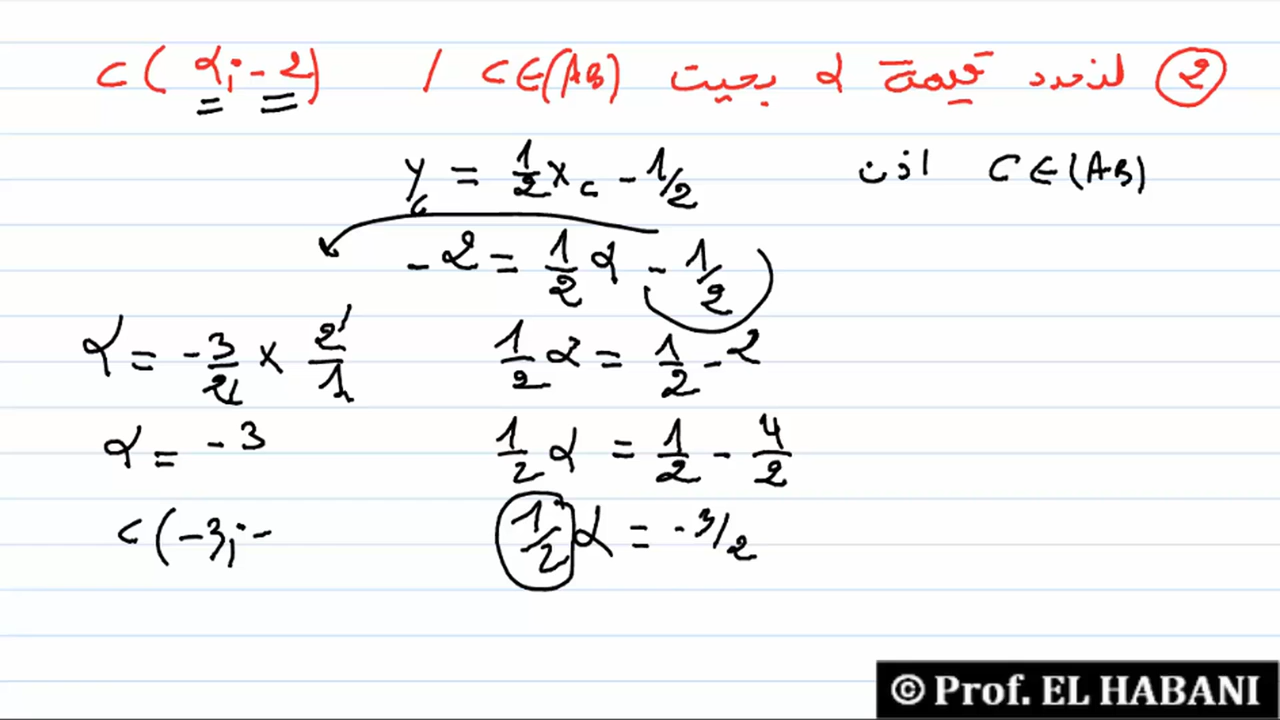 ② لنحدد قيمة α بحيث C∈(AB) / C(α;-2)
C∈(AB) اذن
y_c = 1/2 x_c - 1/2
-2 = 1/2 α - 1/2
1/2 α = 1/2 - 2
1/2 α = 1/2 - 4/2
1/2 α = -3/2
α = -3/2 × 2/1
α = -3
C(-3;-
© Prof. EL HABANI